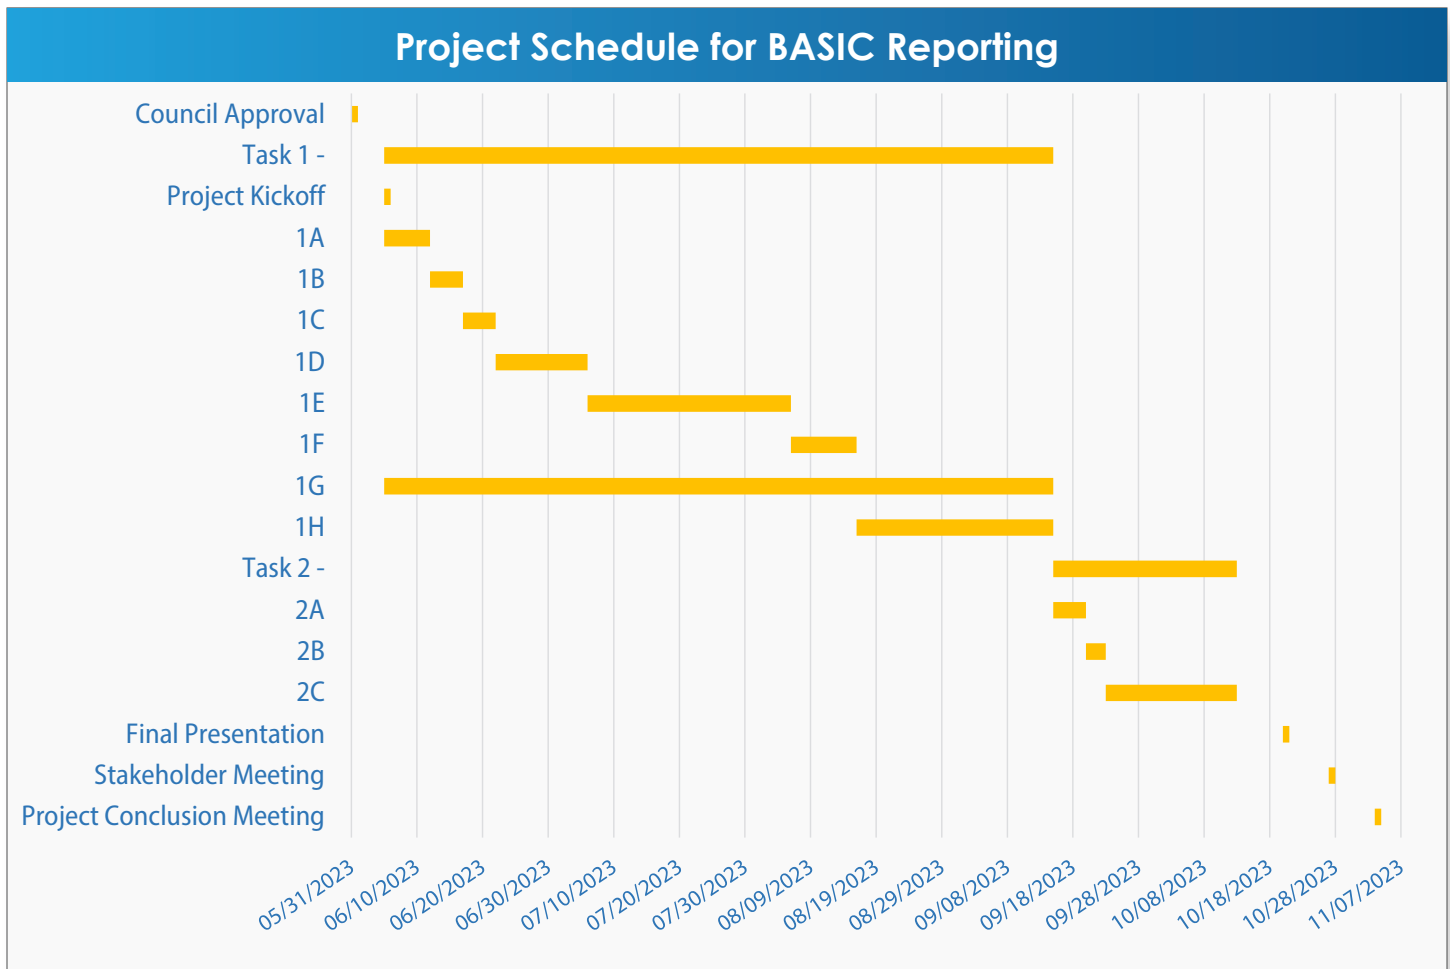 Project Schedule for BASIC Reporting
Council Approval
Task 1 -
Project Kickoff
1A
1B
1C
1D
1E
1F
1G
1H
Task 2 -
2A
2B
2C
Final Presentation
Stakeholder Meeting
Project Conclusion Meeting
05/31/2023
06/10/2023
06/20/2023
06/30/2023
07/10/2023
07/20/2023
07/30/2023
08/09/2023
08/19/2023
08/29/2023
09/08/2023
09/18/2023
09/28/2023
10/08/2023
10/18/2023
10/28/2023
11/07/2023